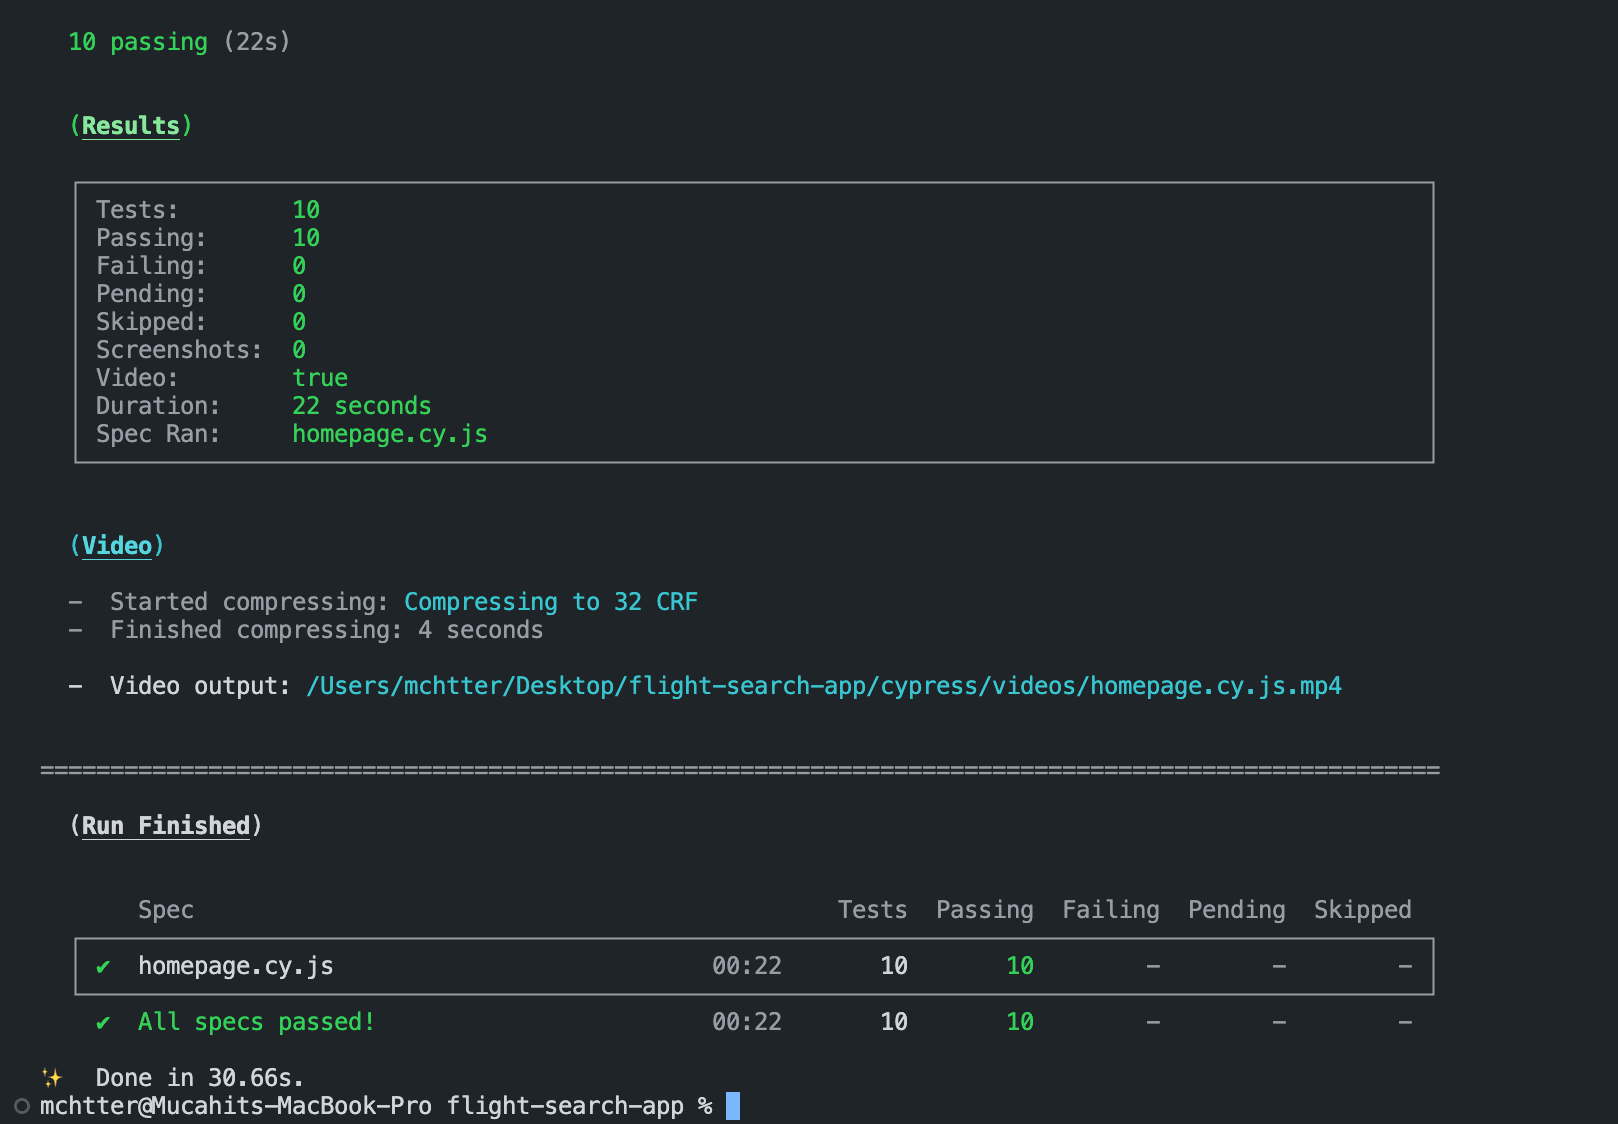 10 passing (22s)
(Results)
Tests: 10
Passing: 10
Failing: 0
Pending: 0
Skipped: 0
Screenshots: 0
Video: true
Duration: 22 seconds
Spec Ran: homepage.cy.js
(Video)
– Started compressing: Compressing to 32 CRF
– Finished compressing: 4 seconds
– Video output: /Users/mchtter/Desktop/flight-search-app/cypress/videos/homepage.cy.js.mp4
====================================================================================================
(Run Finished)
Spec Tests Passing Failing Pending Skipped
✔ homepage.cy.js 00:22 10 10 – – –
✔ All specs passed! 00:22 10 10 – – –
✨ Done in 30.66s.
mchtter@Mucahits-MacBook-Pro flight-search-app %